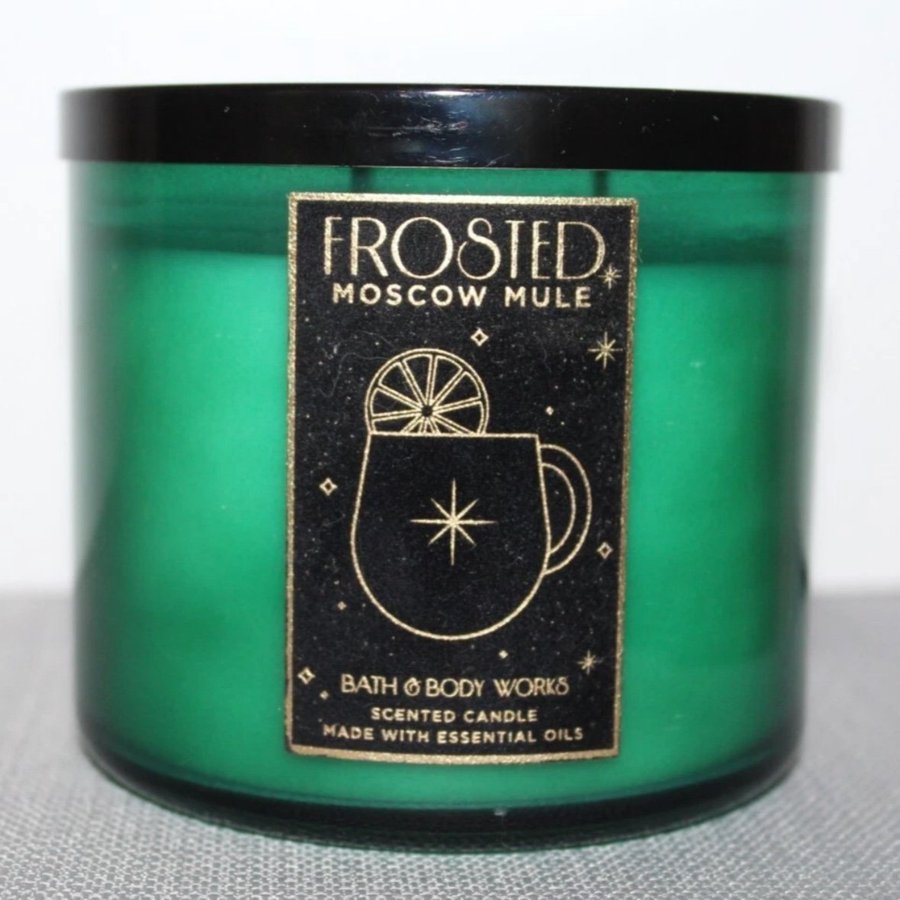 FROSTED
MOSCOW MULE
BATH & BODY WORKS
SCENTED CANDLE
MADE WITH ESSENTIAL OILS